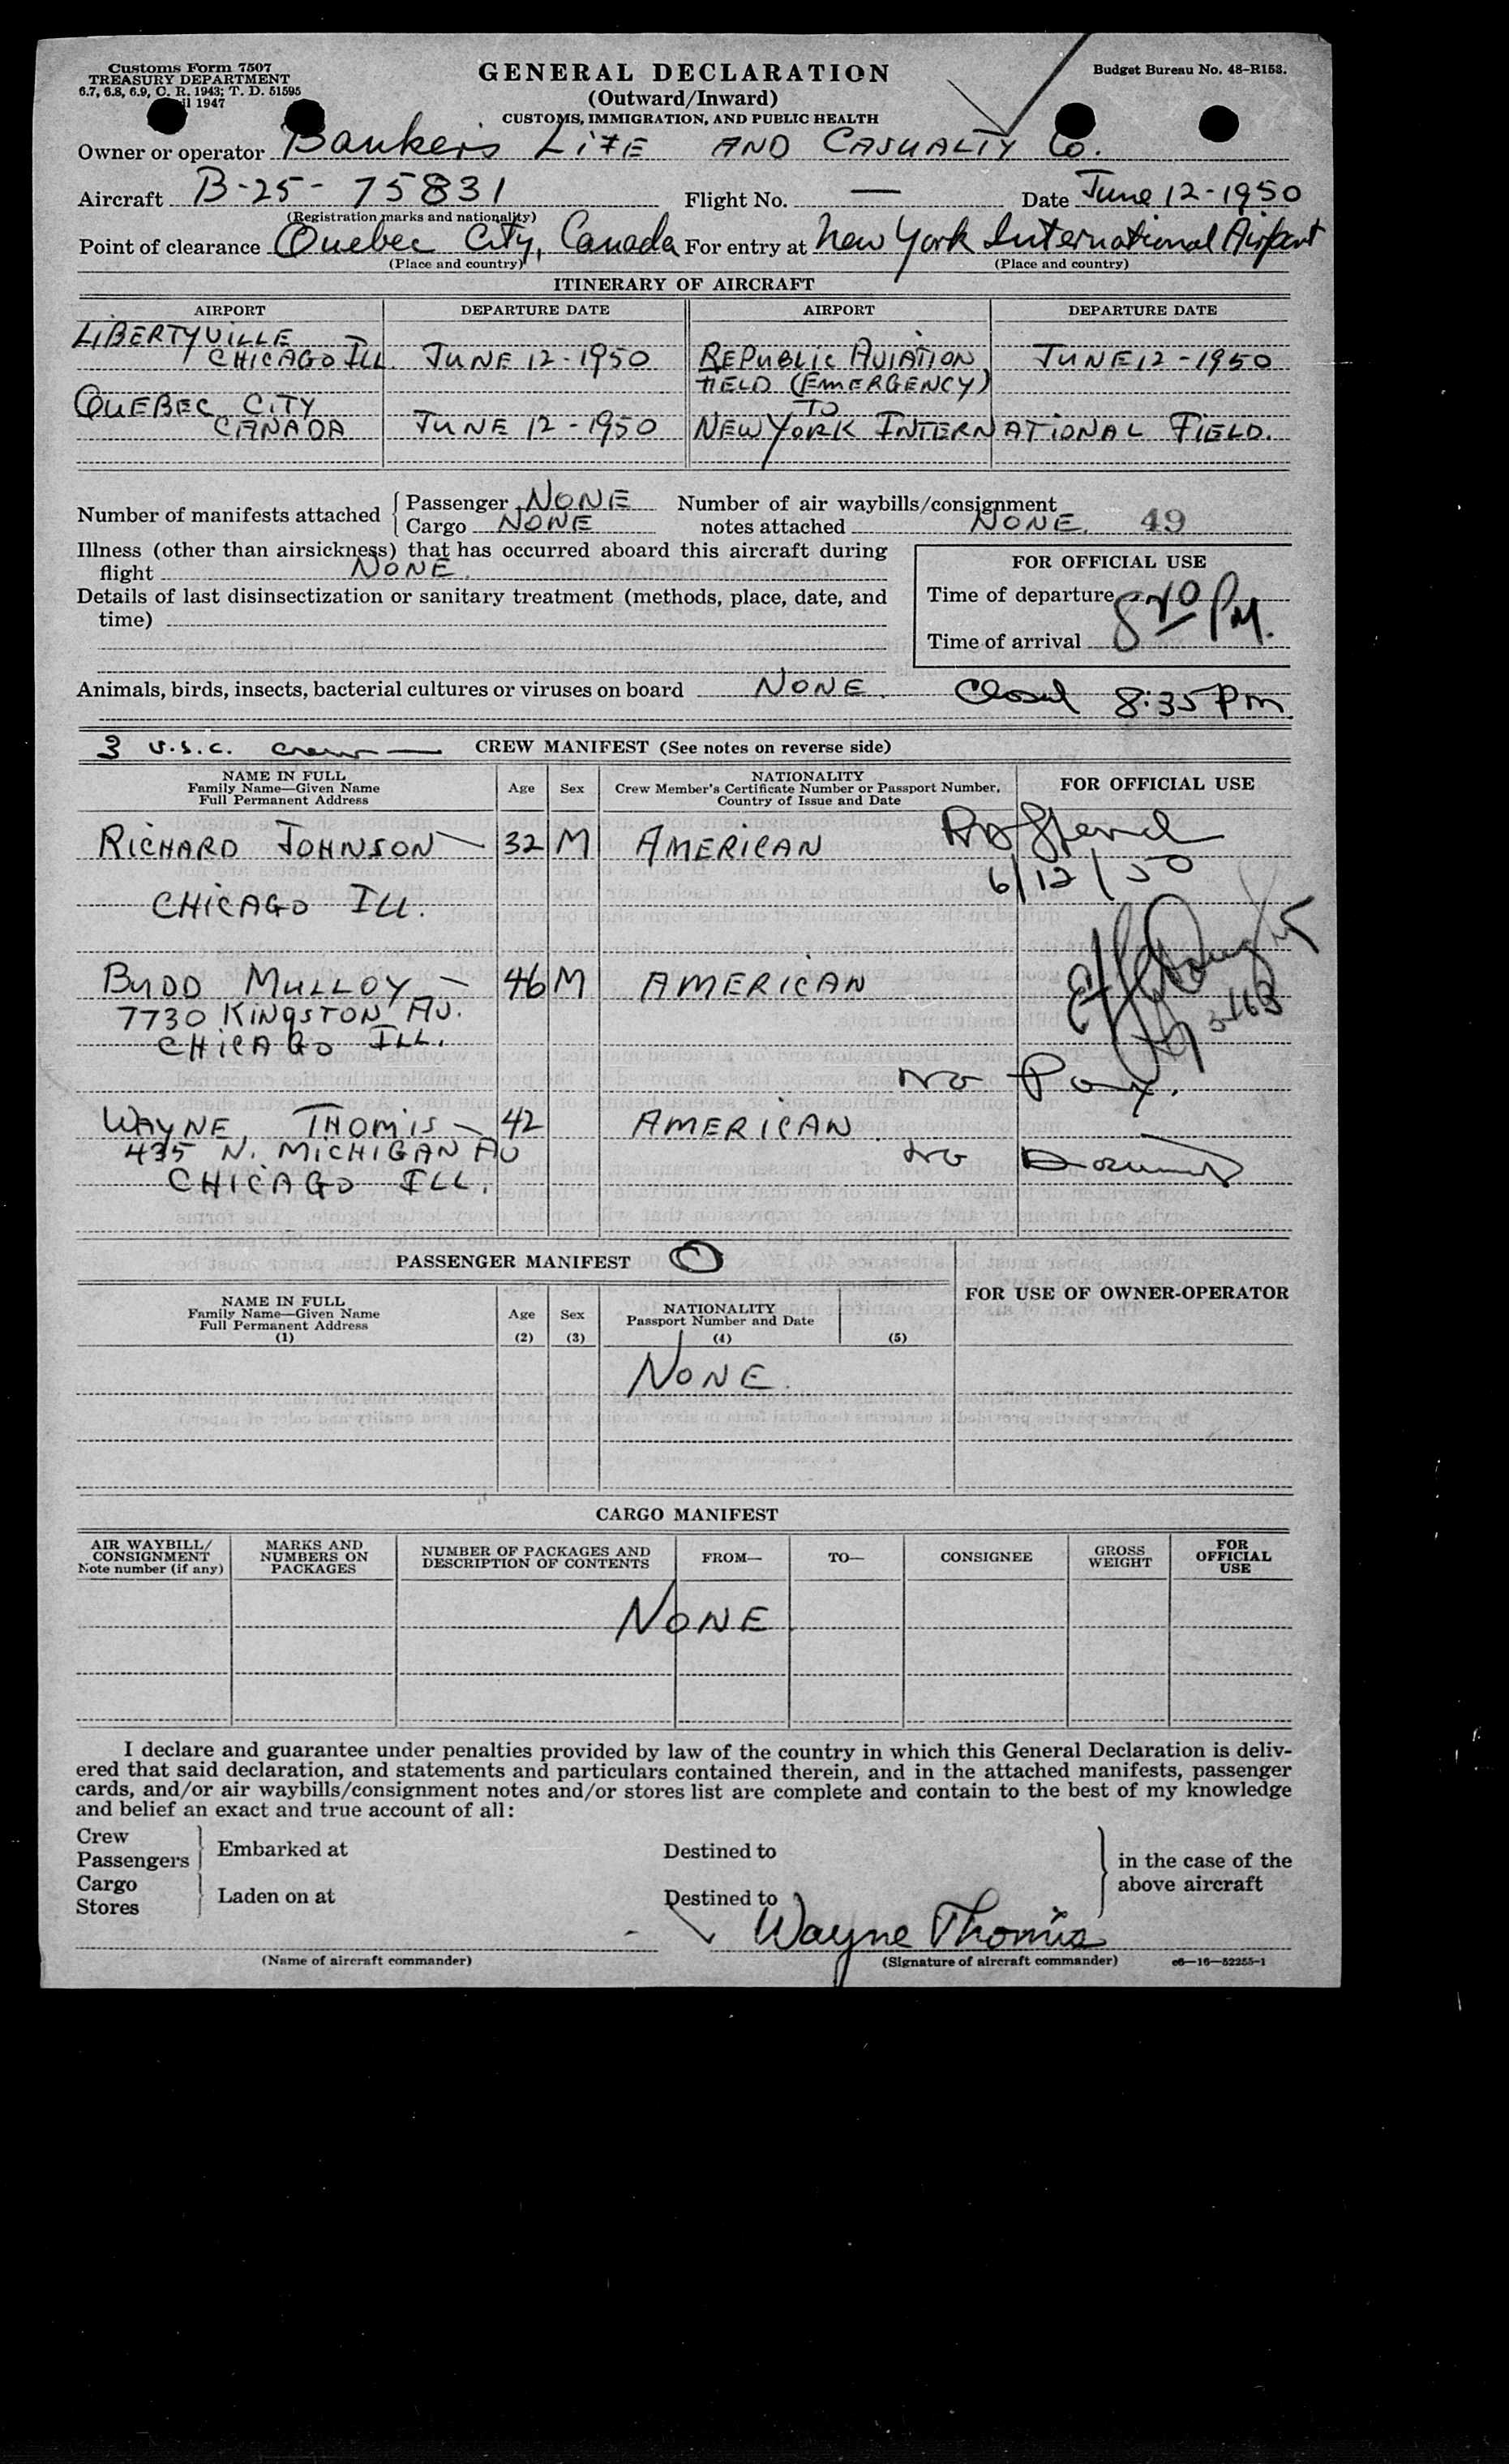 Customs Form 7507
TREASURY DEPARTMENT
6.7, 6.8, 6.9, C. R. 1943; T. D. 51595
1947
GENERAL DECLARATION
(Outward/Inward)
CUSTOMS, IMMIGRATION, AND PUBLIC HEALTH
Budget Bureau No. 48-R153.
Owner or operator Bankers LiFE AND CASUALTY Co.
Aircraft B-25- 75831 Flight No. — Date June 12-1950
(Registration marks and nationality)
Point of clearance Quebec City, Canada For entry at New York International Airport
(Place and country) (Place and country)
ITINERARY OF AIRCRAFT
AIRPORT DEPARTURE DATE AIRPORT DEPARTURE DATE
LIBERTYVILLE
CHICAGO ILL. JUNE 12-1950 REPUBLIC AVIATION JUNE 12-1950
FIELD (EMERGENCY)
QUEBEC CITY TO
CANADA JUNE 12-1950 NEW YORK INTERNATIONAL FIELD.
Number of manifests attached { Passenger NONE Number of air waybills/consignment
Cargo NONE notes attached NONE. 49
Illness (other than airsickness) that has occurred aboard this aircraft during
flight NONE.
FOR OFFICIAL USE
Details of last disinsectization or sanitary treatment (methods, place, date, and
time)
Time of departure
Time of arrival PM.
Animals, birds, insects, bacterial cultures or viruses on board NONE. Closed 8:35 Pm
3 U.S.C. crew — CREW MANIFEST (See notes on reverse side)
NAME IN FULL
Family Name—Given Name
Full Permanent Address
Age Sex
NATIONALITY
Crew Member's Certificate Number or Passport Number,
Country of Issue and Date
FOR OFFICIAL USE
RICHARD JOHNSON — 32 M AMERICAN
6/12/50
CHICAGO ILL.
BUDD MULLOY — 46 M AMERICAN
7730 KINGSTON AV.
CHICAGO ILL.
No Pax.
WAYNE THOMIS — 42 AMERICAN.
435 N. MICHIGAN AV
No
CHICAGO ILL.
PASSENGER MANIFEST O
FOR USE OF OWNER-OPERATOR
NAME IN FULL
Family Name—Given Name
Full Permanent Address
(1)
Age
(2)
Sex
(3)
NATIONALITY
Passport Number and Date
(4) (5)
NONE.
CARGO MANIFEST
AIR WAYBILL/
CONSIGNMENT
Note number (if any)
MARKS AND
NUMBERS ON
PACKAGES
NUMBER OF PACKAGES AND
DESCRIPTION OF CONTENTS
FROM— TO— CONSIGNEE
GROSS
WEIGHT
FOR
OFFICIAL
USE
NONE
I declare and guarantee under penalties provided by law of the country in which this General Declaration is deliv-
ered that said declaration, and statements and particulars contained therein, and in the attached manifests, passenger
cards, and/or air waybills/consignment notes and/or stores list are complete and contain to the best of my knowledge
and belief an exact and true account of all:
Crew
Passengers } Embarked at Destined to
Cargo
Stores } Laden on at Destined to
in the case of the
above aircraft
Wayne Thomis
(Name of aircraft commander) (Signature of aircraft commander) c6—16—52255-1